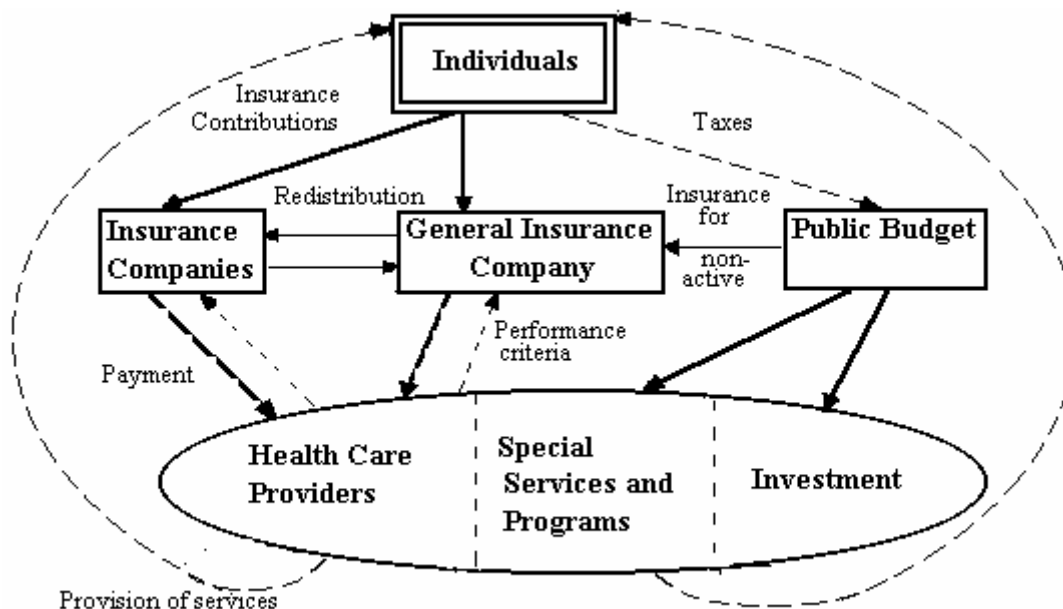 Individuals
Insurance
Contributions
Taxes
Redistribution
Insurance
for
Insurance
Companies
General Insurance
Company
Public Budget
non-
active
Performance
criteria
Payment
Health Care
Providers
Special
Services and
Programs
Investment
Provision of services